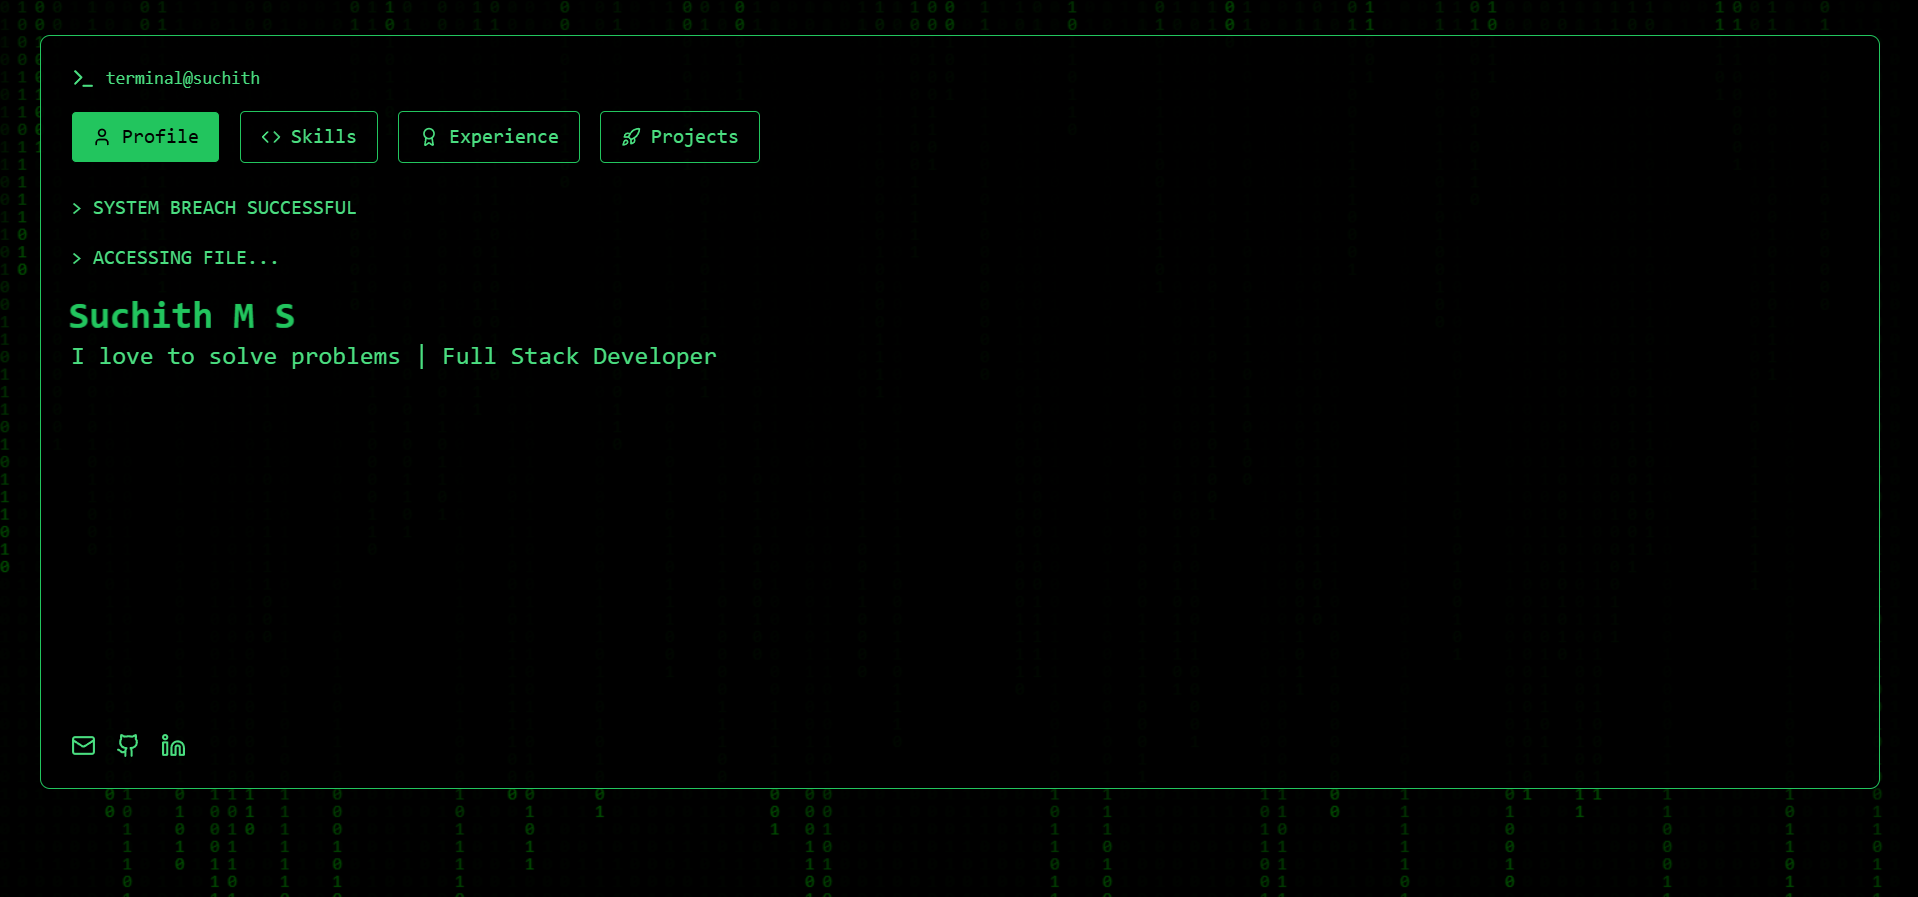 >_ terminal@suchith
Profile <> Skills Experience Projects
> SYSTEM BREACH SUCCESSFUL
> ACCESSING FILE...
Suchith M S
I love to solve problems | Full Stack Developer
in